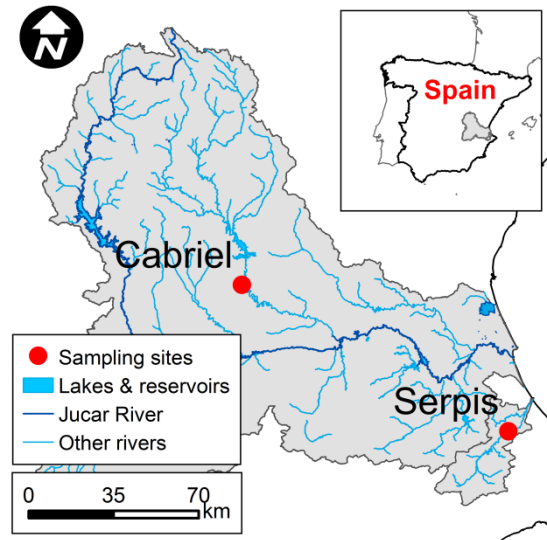 N
Spain
Cabriel
Serpis
Sampling sites
Lakes & reservoirs
Jucar River
Other rivers
0 35 70
km